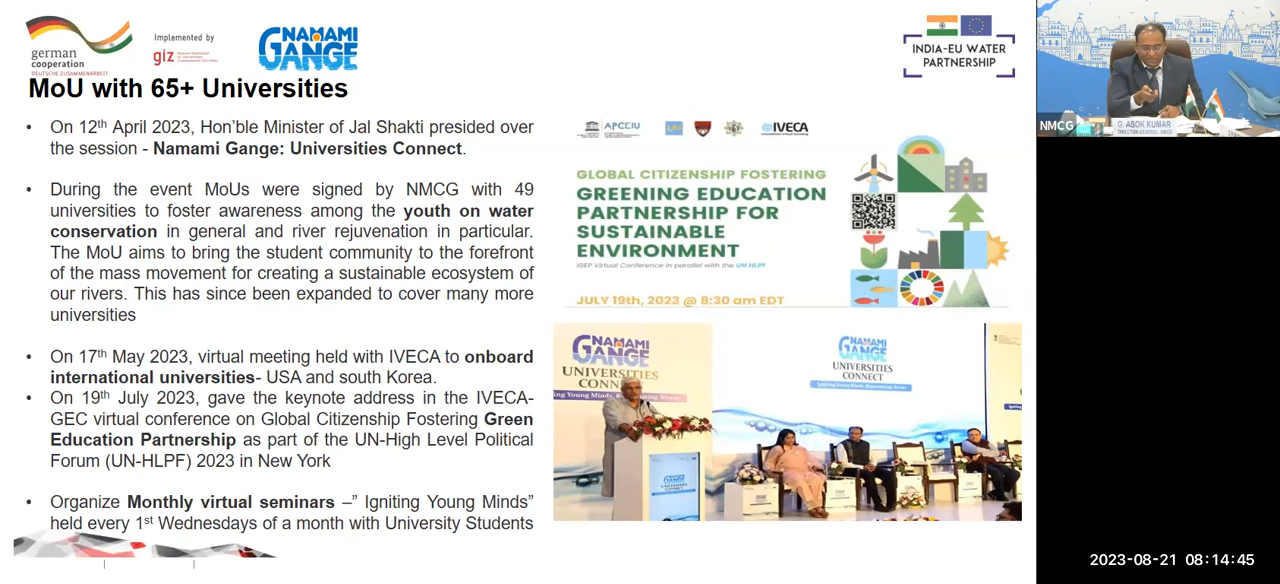 german
cooperation
DEUTSCHE ZUSAMMENARBEIT
Implemented by
giz
NAMAMI
GANGE
INDIA-EU WATER
PARTNERSHIP
MoU with 65+ Universities
• On 12th April 2023, Hon'ble Minister of Jal Shakti presided over
the session - Namami Gange: Universities Connect.
• During the event MoUs were signed by NMCG with 49
universities to foster awareness among the youth on water
conservation in general and river rejuvenation in particular.
The MoU aims to bring the student community to the forefront
of the mass movement for creating a sustainable ecosystem of
our rivers. This has since been expanded to cover many more
universities
• On 17th May 2023, virtual meeting held with IVECA to onboard
international universities- USA and south Korea.
• On 19th July 2023, gave the keynote address in the IVECA-
GEC virtual conference on Global Citizenship Fostering Green
Education Partnership as part of the UN-High Level Political
Forum (UN-HLPF) 2023 in New York
• Organize Monthly virtual seminars –" Igniting Young Minds"
held every 1st Wednesdays of a month with University Students
APCEIU
IVECA
GLOBAL CITIZENSHIP FOSTERING
GREENING EDUCATION
PARTNERSHIP FOR
SUSTAINABLE
ENVIRONMENT
IGEP Virtual Conference in parallel with the UN HLPF
JULY 19th, 2023 @ 8:30 am EDT
NAMAMI
GANGE
UNIVERSITIES
CONN
NAMAMI
GANGE
UNIVERSITIES
CONNECT
Igniting Young Minds, Rejuvenating Rivers
NMCG
G. ASOK KUMAR
DIRECTOR GENERAL, NMCG
2023-08-21 08:14:45